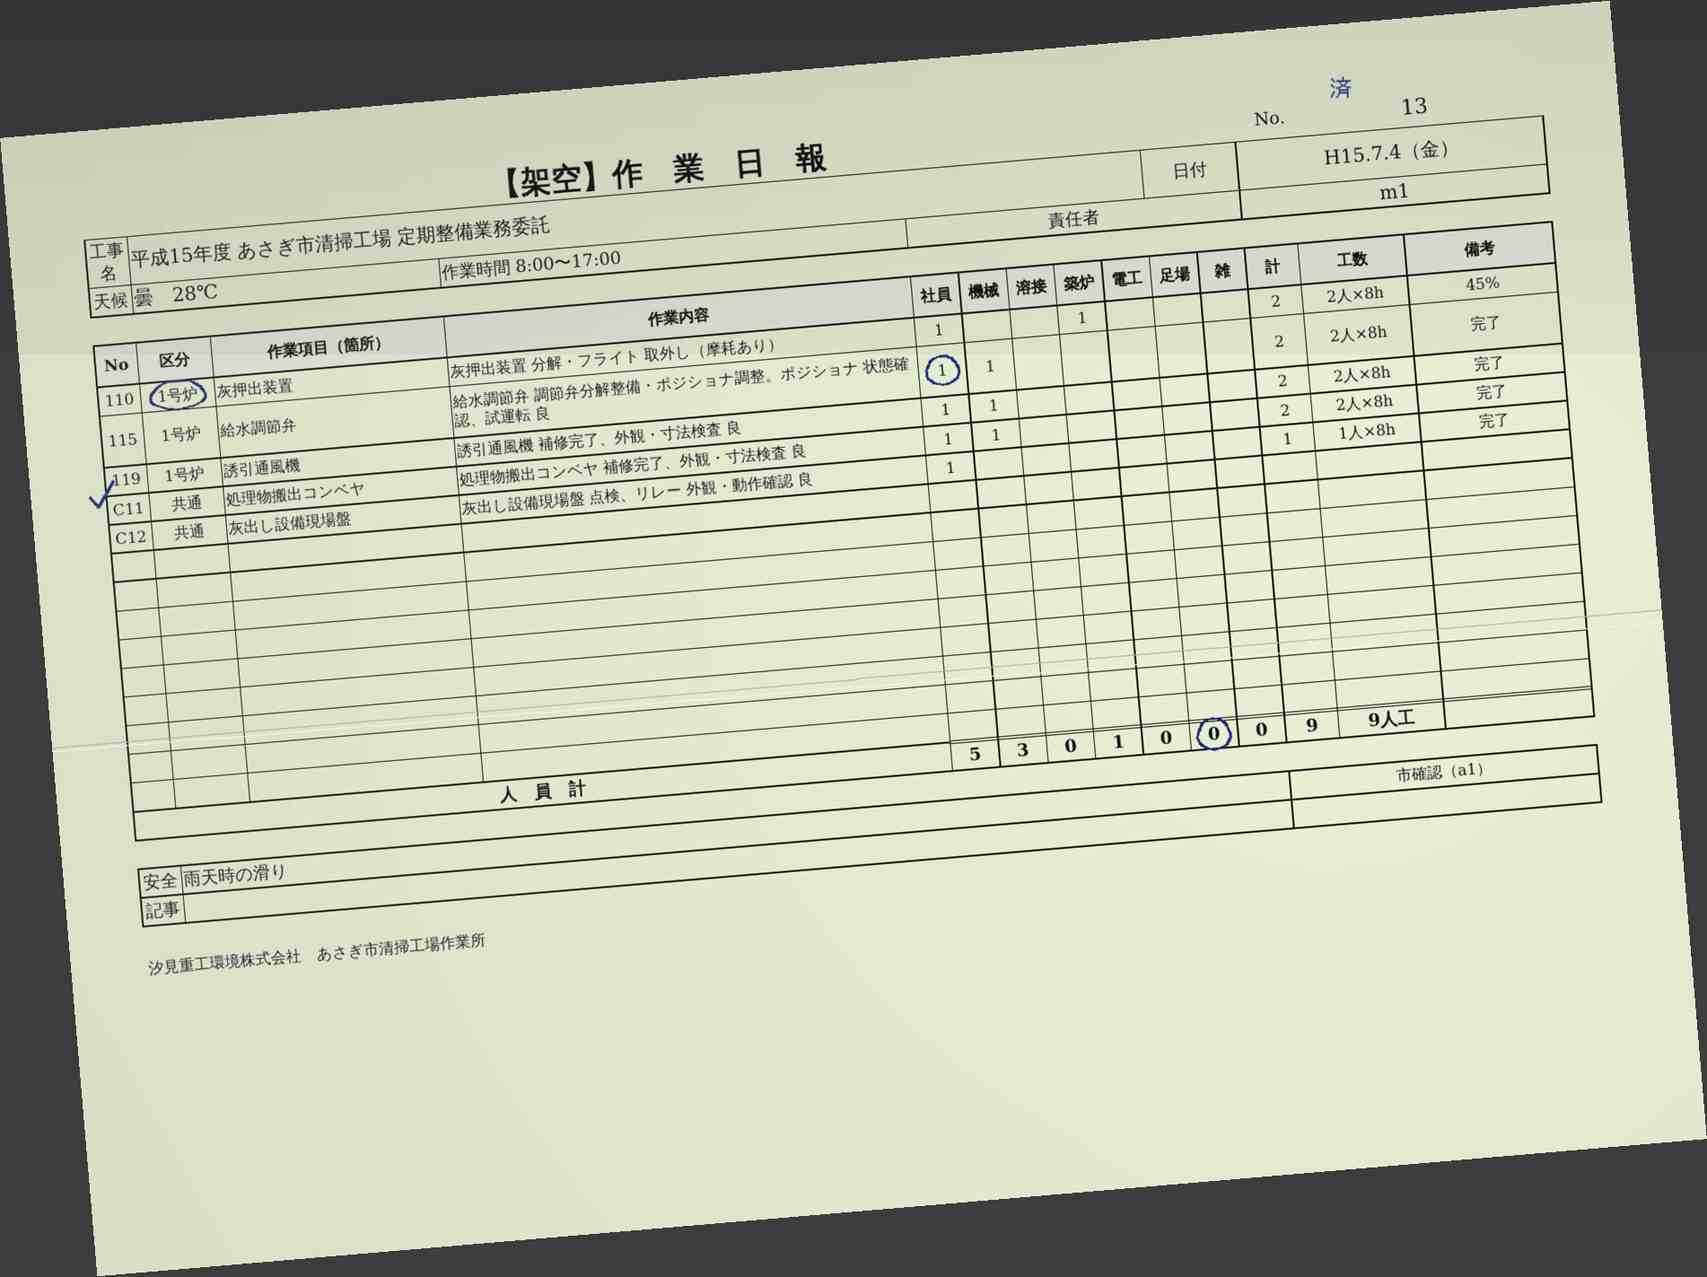 済
No. 13
【架空】作 業 日 報
工事名 平成15年度 あさぎ市清掃工場 定期整備業務委託 日付 H15.7.4（金）
天候 曇 28℃ 作業時間 8:00〜17:00 責任者 m1
No 区分 作業項目（箇所） 作業内容 社員 機械 溶接 築炉 電工 足場 雑 計 工数 備考
110 1号炉 灰押出装置 灰押出装置 分解・フライト 取外し（摩耗あり） 1 1 2 2人×8h 45%
115 1号炉 給水調節弁 給水調節弁 調節弁分解整備・ポジショナ調整。ポジショナ 状態確
認、試運転 良 1 1 2 2人×8h 完了
119 1号炉 誘引通風機 誘引通風機 補修完了、外観・寸法検査 良 1 1 2 2人×8h 完了
C11 共通 処理物搬出コンベヤ 処理物搬出コンベヤ 補修完了、外観・寸法検査 良 1 1 2 2人×8h 完了
C12 共通 灰出し設備現場盤 灰出し設備現場盤 点検、リレー 外観・動作確認 良 1 1 1人×8h 完了
人 員 計 5 3 0 1 0 0 0 9 9人工
安全 雨天時の滑り 市確認（a1）
記事
汐見重工環境株式会社 あさぎ市清掃工場作業所